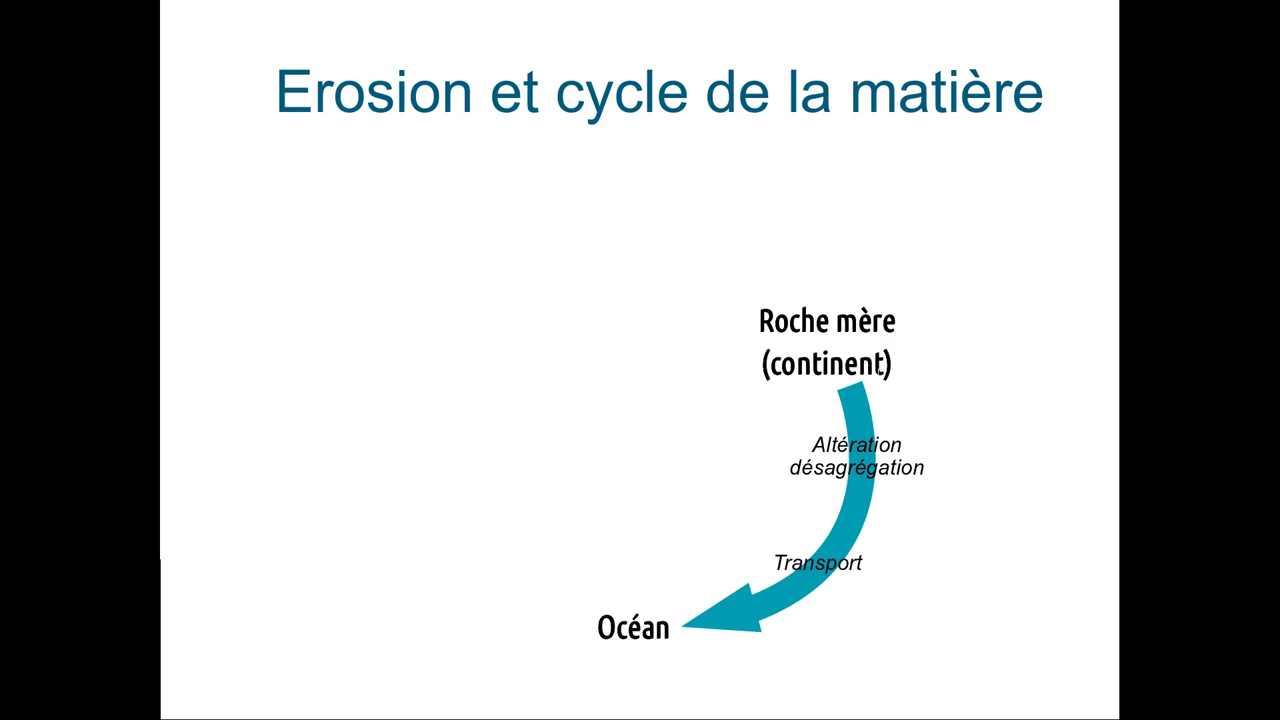 Erosion et cycle de la matière
Roche mère
(continent)
Altération
désagrégation
Transport
Océan